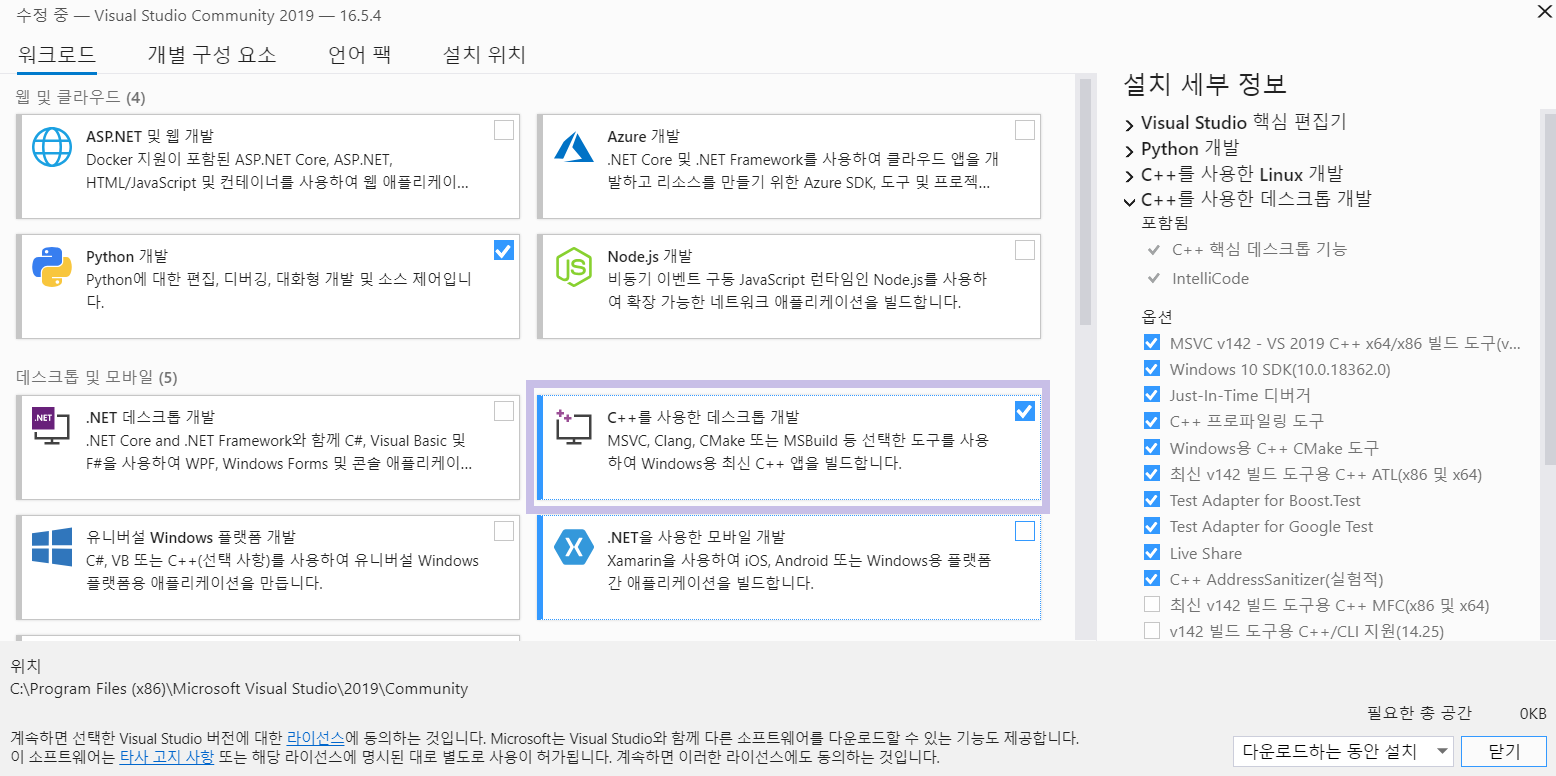 수정 중 — Visual Studio Community 2019 — 16.5.4
워크로드 개별 구성 요소 언어 팩 설치 위치
웹 및 클라우드 (4)
ASP.NET 및 웹 개발
Docker 지원이 포함된 ASP.NET Core, ASP.NET,
HTML/JavaScript 및 컨테이너를 사용하여 웹 애플리케이...
Azure 개발
.NET Core 및 .NET Framework를 사용하여 클라우드 앱을 개
발하고 리소스를 만들기 위한 Azure SDK, 도구 및 프로젝...
Python 개발
Python에 대한 편집, 디버깅, 대화형 개발 및 소스 제어입니
다.
Node.js 개발
비동기 이벤트 구동 JavaScript 런타임인 Node.js를 사용하
여 확장 가능한 네트워크 애플리케이션을 빌드합니다.
데스크톱 및 모바일 (5)
.NET
.NET 데스크톱 개발
.NET Core and .NET Framework와 함께 C#, Visual Basic 및
F#을 사용하여 WPF, Windows Forms 및 콘솔 애플리케이...
C++를 사용한 데스크톱 개발
MSVC, Clang, CMake 또는 MSBuild 등 선택한 도구를 사용
하여 Windows용 최신 C++ 앱을 빌드합니다.
유니버설 Windows 플랫폼 개발
C#, VB 또는 C++(선택 사항)를 사용하여 유니버설 Windows
플랫폼용 애플리케이션을 만듭니다.
.NET을 사용한 모바일 개발
Xamarin을 사용하여 iOS, Android 또는 Windows용 플랫폼
간 애플리케이션을 빌드합니다.
설치 세부 정보
Visual Studio 핵심 편집기
Python 개발
C++를 사용한 Linux 개발
C++를 사용한 데스크톱 개발
포함됨
C++ 핵심 데스크톱 기능
IntelliCode
옵션
MSVC v142 - VS 2019 C++ x64/x86 빌드 도구(v...
Windows 10 SDK(10.0.18362.0)
Just-In-Time 디버거
C++ 프로파일링 도구
Windows용 C++ CMake 도구
최신 v142 빌드 도구용 C++ ATL(x86 및 x64)
Test Adapter for Boost.Test
Test Adapter for Google Test
Live Share
C++ AddressSanitizer(실험적)
최신 v142 빌드 도구용 C++ MFC(x86 및 x64)
v142 빌드 도구용 C++/CLI 지원(14.25)
위치
C:\Program Files (x86)\Microsoft Visual Studio\2019\Community
필요한 총 공간 0KB
계속하면 선택한 Visual Studio 버전에 대한 라이선스에 동의하는 것입니다. Microsoft는 Visual Studio와 함께 다른 소프트웨어를 다운로드할 수 있는 기능도 제공합니다.
이 소프트웨어는 타사 고지 사항 또는 해당 라이선스에 명시된 대로 별도로 사용이 허가됩니다. 계속하면 이러한 라이선스에도 동의하는 것입니다.
다운로드하는 동안 설치 닫기